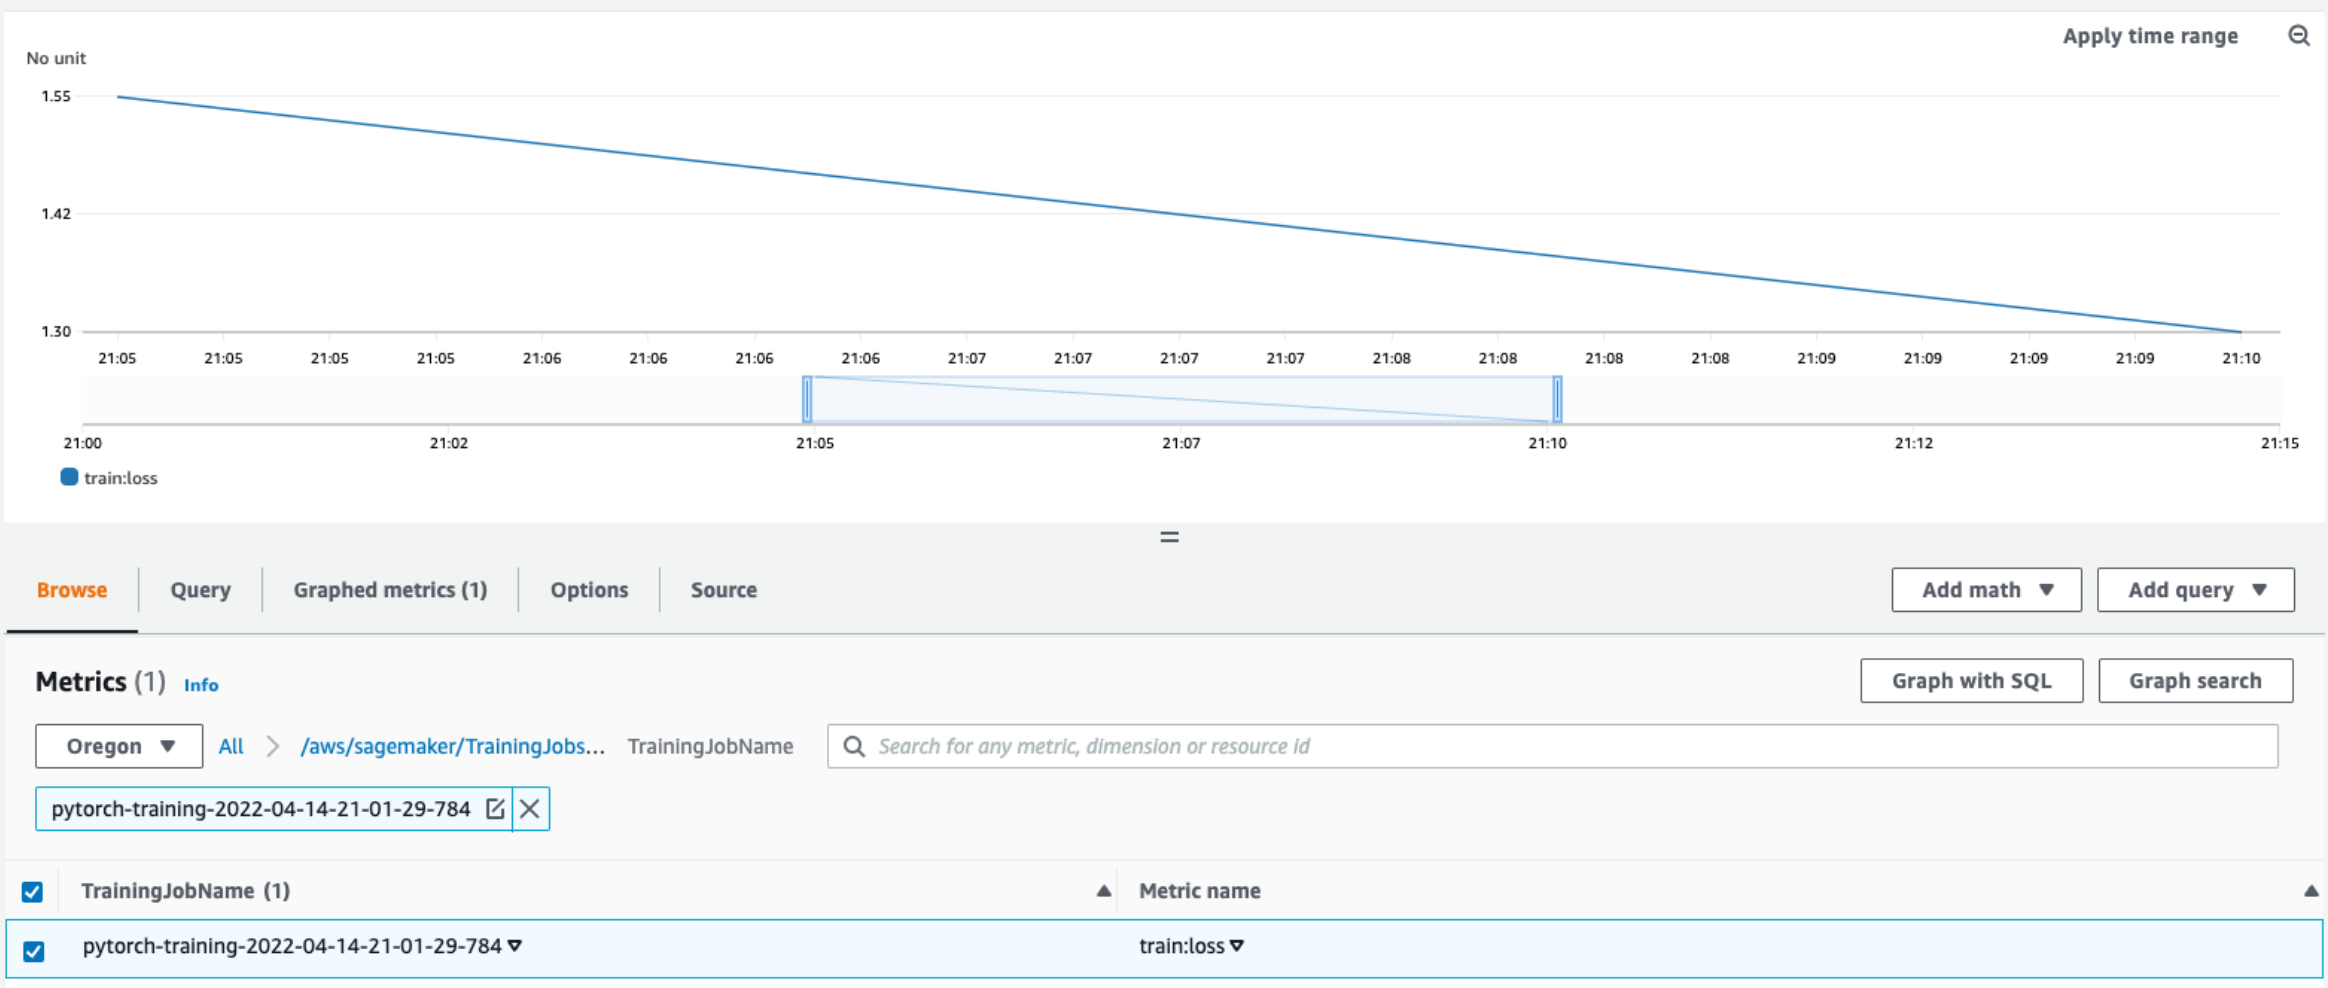 Apply time range
No unit
1.55
1.42
1.30
21:05 21:05 21:05 21:05 21:06 21:06 21:06 21:06 21:07 21:07 21:07 21:07 21:08 21:08 21:08 21:08 21:09 21:09 21:09 21:09 21:10
21:00 21:02 21:05 21:07 21:10 21:12 21:15
train:loss
Browse Query Graphed metrics (1) Options Source Add math Add query
Metrics (1) Info Graph with SQL Graph search
Oregon All /aws/sagemaker/TrainingJobs... TrainingJobName Search for any metric, dimension or resource id
pytorch-training-2022-04-14-21-01-29-784
TrainingJobName (1) Metric name
pytorch-training-2022-04-14-21-01-29-784 train:loss